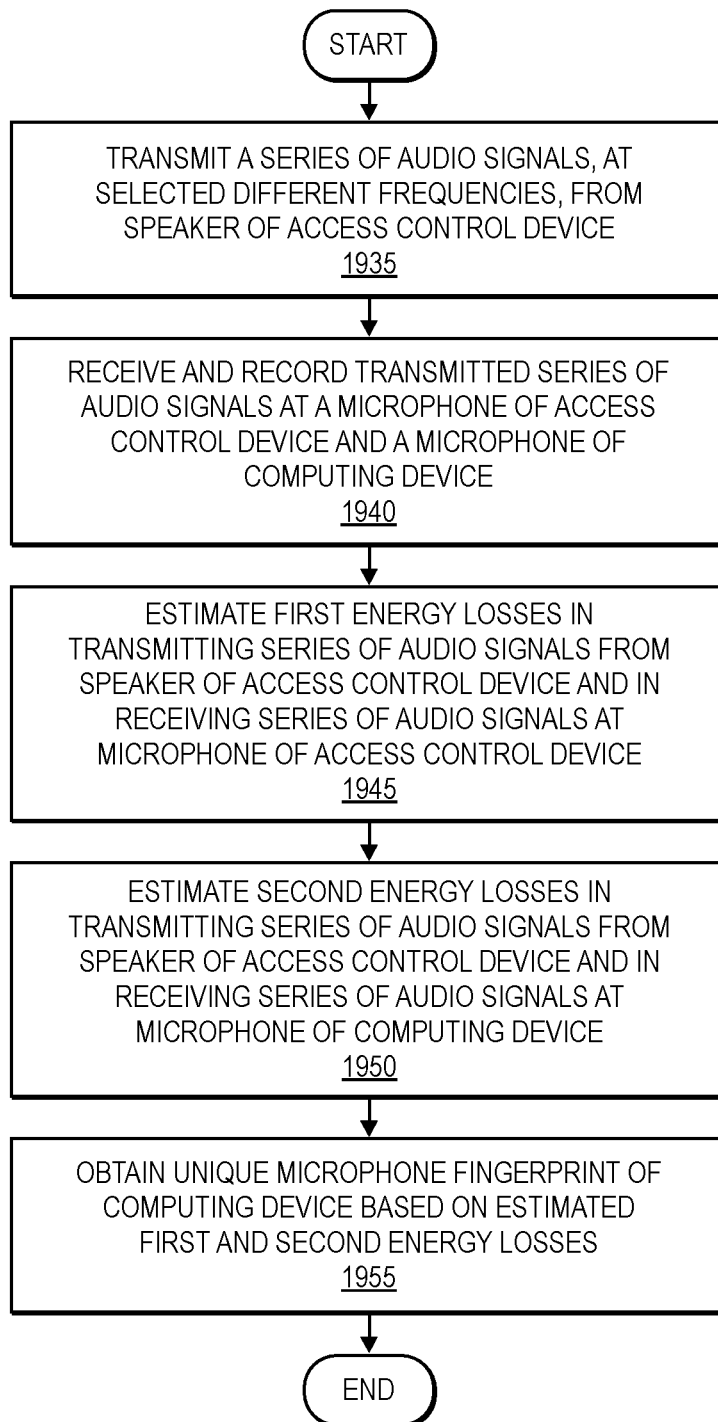 START
TRANSMIT A SERIES OF AUDIO SIGNALS, AT
SELECTED DIFFERENT FREQUENCIES, FROM
SPEAKER OF ACCESS CONTROL DEVICE
1935
RECEIVE AND RECORD TRANSMITTED SERIES OF
AUDIO SIGNALS AT A MICROPHONE OF ACCESS
CONTROL DEVICE AND A MICROPHONE OF
COMPUTING DEVICE
1940
ESTIMATE FIRST ENERGY LOSSES IN
TRANSMITTING SERIES OF AUDIO SIGNALS FROM
SPEAKER OF ACCESS CONTROL DEVICE AND IN
RECEIVING SERIES OF AUDIO SIGNALS AT
MICROPHONE OF ACCESS CONTROL DEVICE
1945
ESTIMATE SECOND ENERGY LOSSES IN
TRANSMITTING SERIES OF AUDIO SIGNALS FROM
SPEAKER OF ACCESS CONTROL DEVICE AND IN
RECEIVING SERIES OF AUDIO SIGNALS AT
MICROPHONE OF COMPUTING DEVICE
1950
OBTAIN UNIQUE MICROPHONE FINGERPRINT OF
COMPUTING DEVICE BASED ON ESTIMATED
FIRST AND SECOND ENERGY LOSSES
1955
END